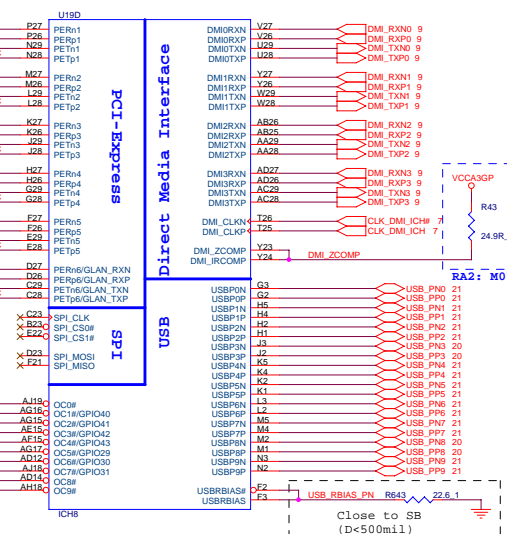 U19D
P27 PERn1 DMI0RXN V27 DMI_RXN0 9
P26 PERp1 DMI0RXP V26 DMI_RXP0 9
N29 PETn1 DMI0TXN U29 DMI_TXN0 9
N28 PETp1 DMI0TXP U28 DMI_TXP0 9
M27 PERn2 DMI1RXN Y27 DMI_RXN1 9
M26 PERp2 DMI1RXP Y26 DMI_RXP1 9
L29 PETn2 DMI1TXN W29 DMI_TXN1 9
L28 PETp2 DMI1TXP W28 DMI_TXP1 9
K27 PERn3 DMI2RXN AB26 DMI_RXN2 9
K26 PERp3 DMI2RXP AB25 DMI_RXP2 9
J29 PETn3 DMI2TXN AA29 DMI_TXN2 9
J28 PETp3 DMI2TXP AA28 DMI_TXP2 9
H27 PERn4 DMI3RXN AD27 DMI_RXN3 9
H26 PERp4 DMI3RXP AD26 DMI_RXP3 9
G29 PETn4 DMI3TXN AC29 DMI_TXN3 9
G28 PETp4 DMI3TXP AC28 DMI_TXP3 9
F27 PERn5 DMI_CLKN T26 CLK_DMI_ICH# 7
F26 PERp5 DMI_CLKP T25 CLK_DMI_ICH 7
E29 PETn5
E28 PETp5 DMI_ZCOMP Y23
DMI_IRCOMP Y24 DMI_ZCOMP
D27 PERn6/GLAN_RXN
D26 PERp6/GLAN_RXP
C29 PETn6/GLAN_TXN
C28 PETp6/GLAN_TXP
PCI-Express
Direct Media Interface
VCCA3GP
R43
24.9R_
RA2: M0
C23 SPI_CLK
B23 SPI_CS0#
E22 SPI_CS1#
D23 SPI_MOSI
F21 SPI_MISO
SPI
USB
USBP0N G3 USB_PN0 21
USBP0P G2 USB_PP0 21
USBP1N H5 USB_PN1 21
USBP1P H4 USB_PP1 21
USBP2N H2 USB_PN2 21
USBP2P H1 USB_PP2 21
USBP3N J3 USB_PN3 20
USBP3P J2 USB_PP3 20
USBP4N K5 USB_PN4 21
USBP4P K4 USB_PP4 21
USBP5N K2 USB_PN5 21
USBP5P K1 USB_PP5 21
USBP6N L3 USB_PN6 21
USBP6P L2 USB_PP6 21
USBP7N M5 USB_PN7 21
USBP7P M4 USB_PP7 21
USBP8N M2 USB_PN8 20
USBP8P M1 USB_PP8 20
USBP9N N3 USB_PN9 21
USBP9P N2 USB_PP9 21
AJ19 OC0#
AG16 OC1#/GPIO40
AG15 OC2#/GPIO41
AE15 OC3#/GPIO42
AF15 OC4#/GPIO43
AG17 OC5#/GPIO29
AD12 OC6#/GPIO30
AJ18 OC7#/GPIO31
AD14 OC8#
AH18 OC9#
USBRBIAS# F2
USBRBIAS F3 USB_RBIAS_PN R643 22.6_1
ICH8
Close to SB
(D<500mil)